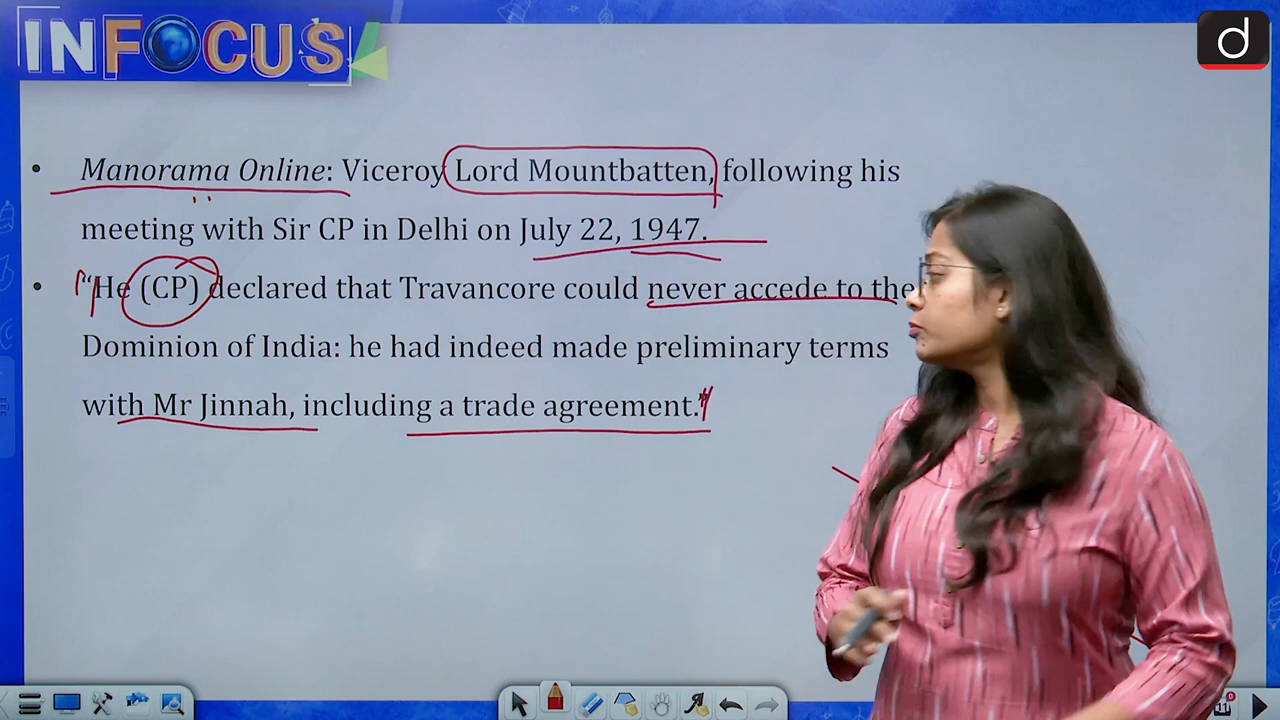 INFOCUS
d
• Manorama Online: Viceroy Lord Mountbatten, following his
meeting with Sir CP in Delhi on July 22, 1947.
• “He (CP) declared that Travancore could never accede to the
Dominion of India: he had indeed made preliminary terms
with Mr Jinnah, including a trade agreement.”
11